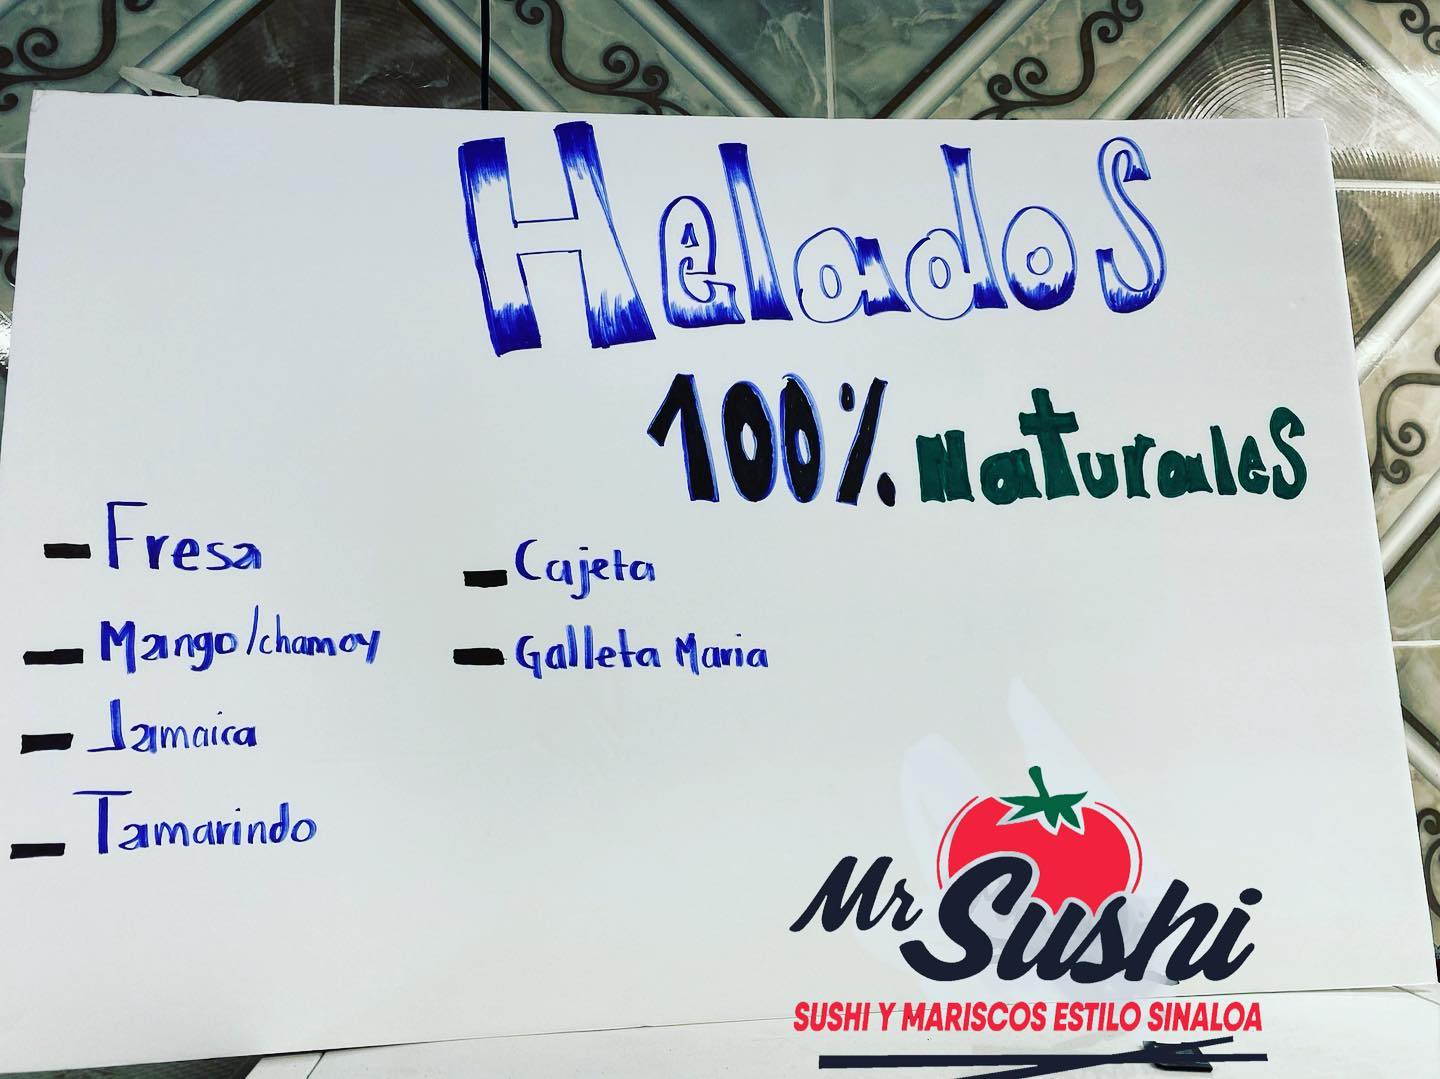 Helados
100% Naturales
- Fresa
- Mango/chamoy
- Jamaica
- Tamarindo
- Cajeta
- Galleta Maria
Mr Sushi
SUSHI Y MARISCOS ESTILO SINALOA